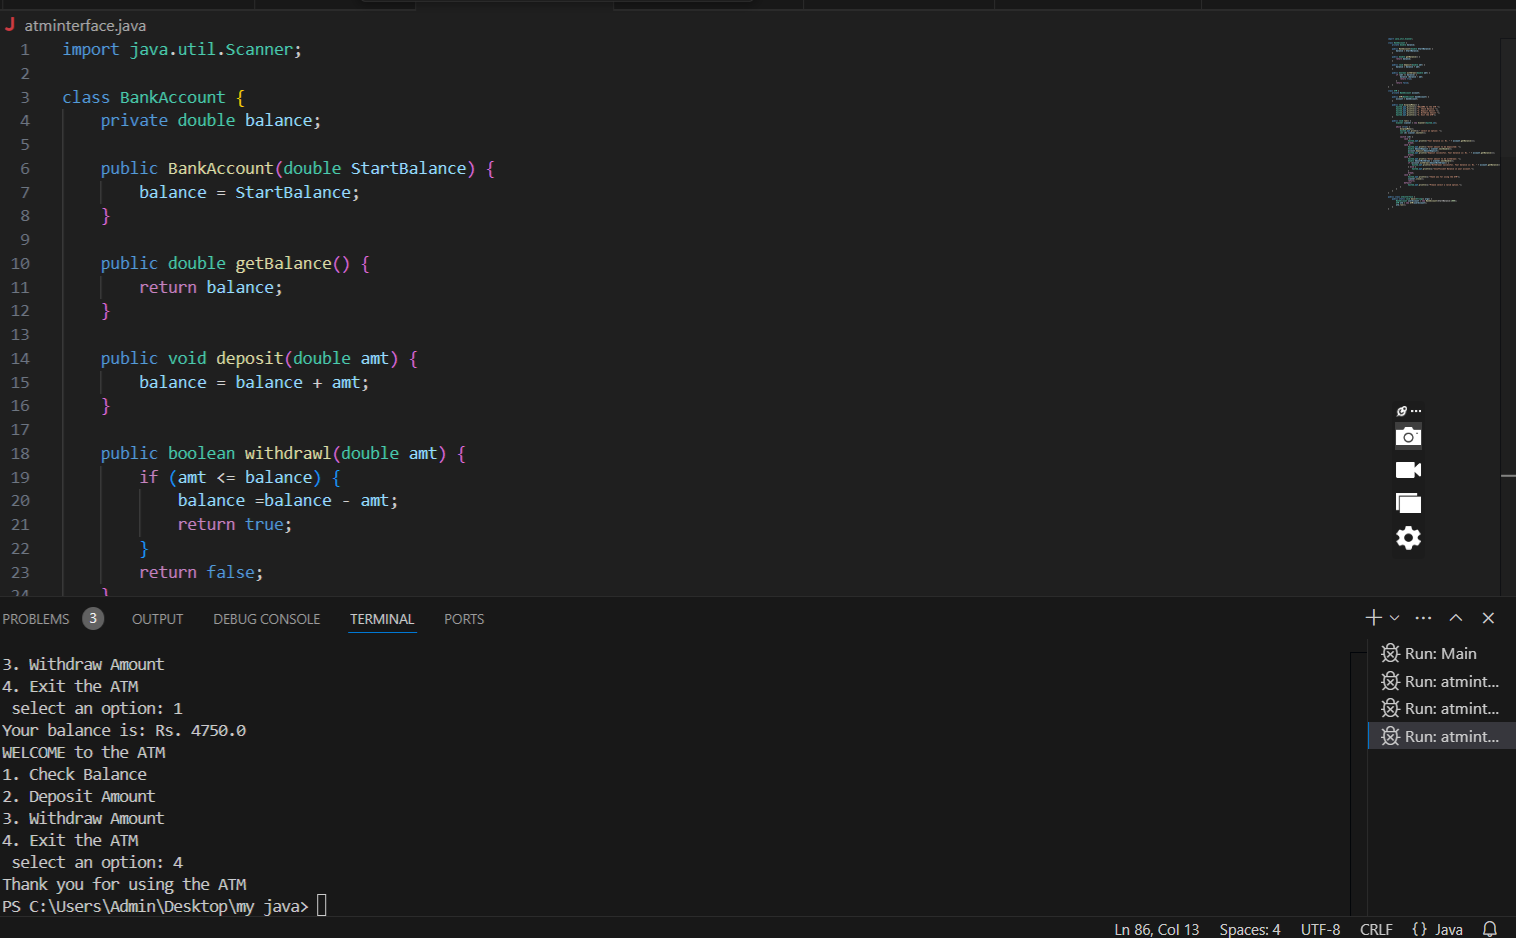 J atminterface.java
1 import java.util.Scanner;
2
3 class BankAccount {
4 private double balance;
5
6 public BankAccount(double StartBalance) {
7 balance = StartBalance;
8 }
9
10 public double getBalance() {
11 return balance;
12 }
13
14 public void deposit(double amt) {
15 balance = balance + amt;
16 }
17
18 public boolean withdrawl(double amt) {
19 if (amt <= balance) {
20 balance =balance - amt;
21 return true;
22 }
23 return false;
24 }
PROBLEMS 3 OUTPUT DEBUG CONSOLE TERMINAL PORTS
3. Withdraw Amount
4. Exit the ATM
select an option: 1
Your balance is: Rs. 4750.0
WELCOME to the ATM
1. Check Balance
2. Deposit Amount
3. Withdraw Amount
4. Exit the ATM
select an option: 4
Thank you for using the ATM
PS C:\Users\Admin\Desktop\my java>
Run: Main
Run: atmint...
Run: atmint...
Run: atmint...
Ln 86, Col 13 Spaces: 4 UTF-8 CRLF {} Java